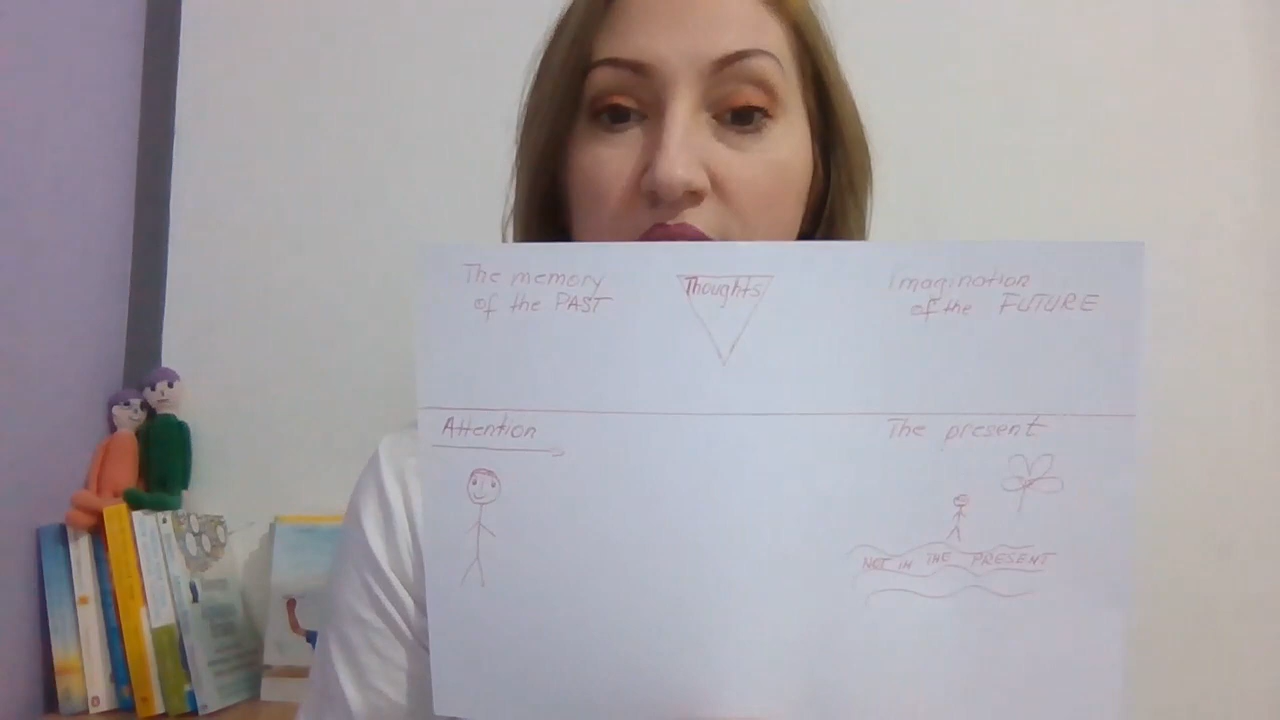 The memory
of the PAST
Thoughts
Imagination
of the FUTURE
Attention
The present
NOT IN THE PRESENT